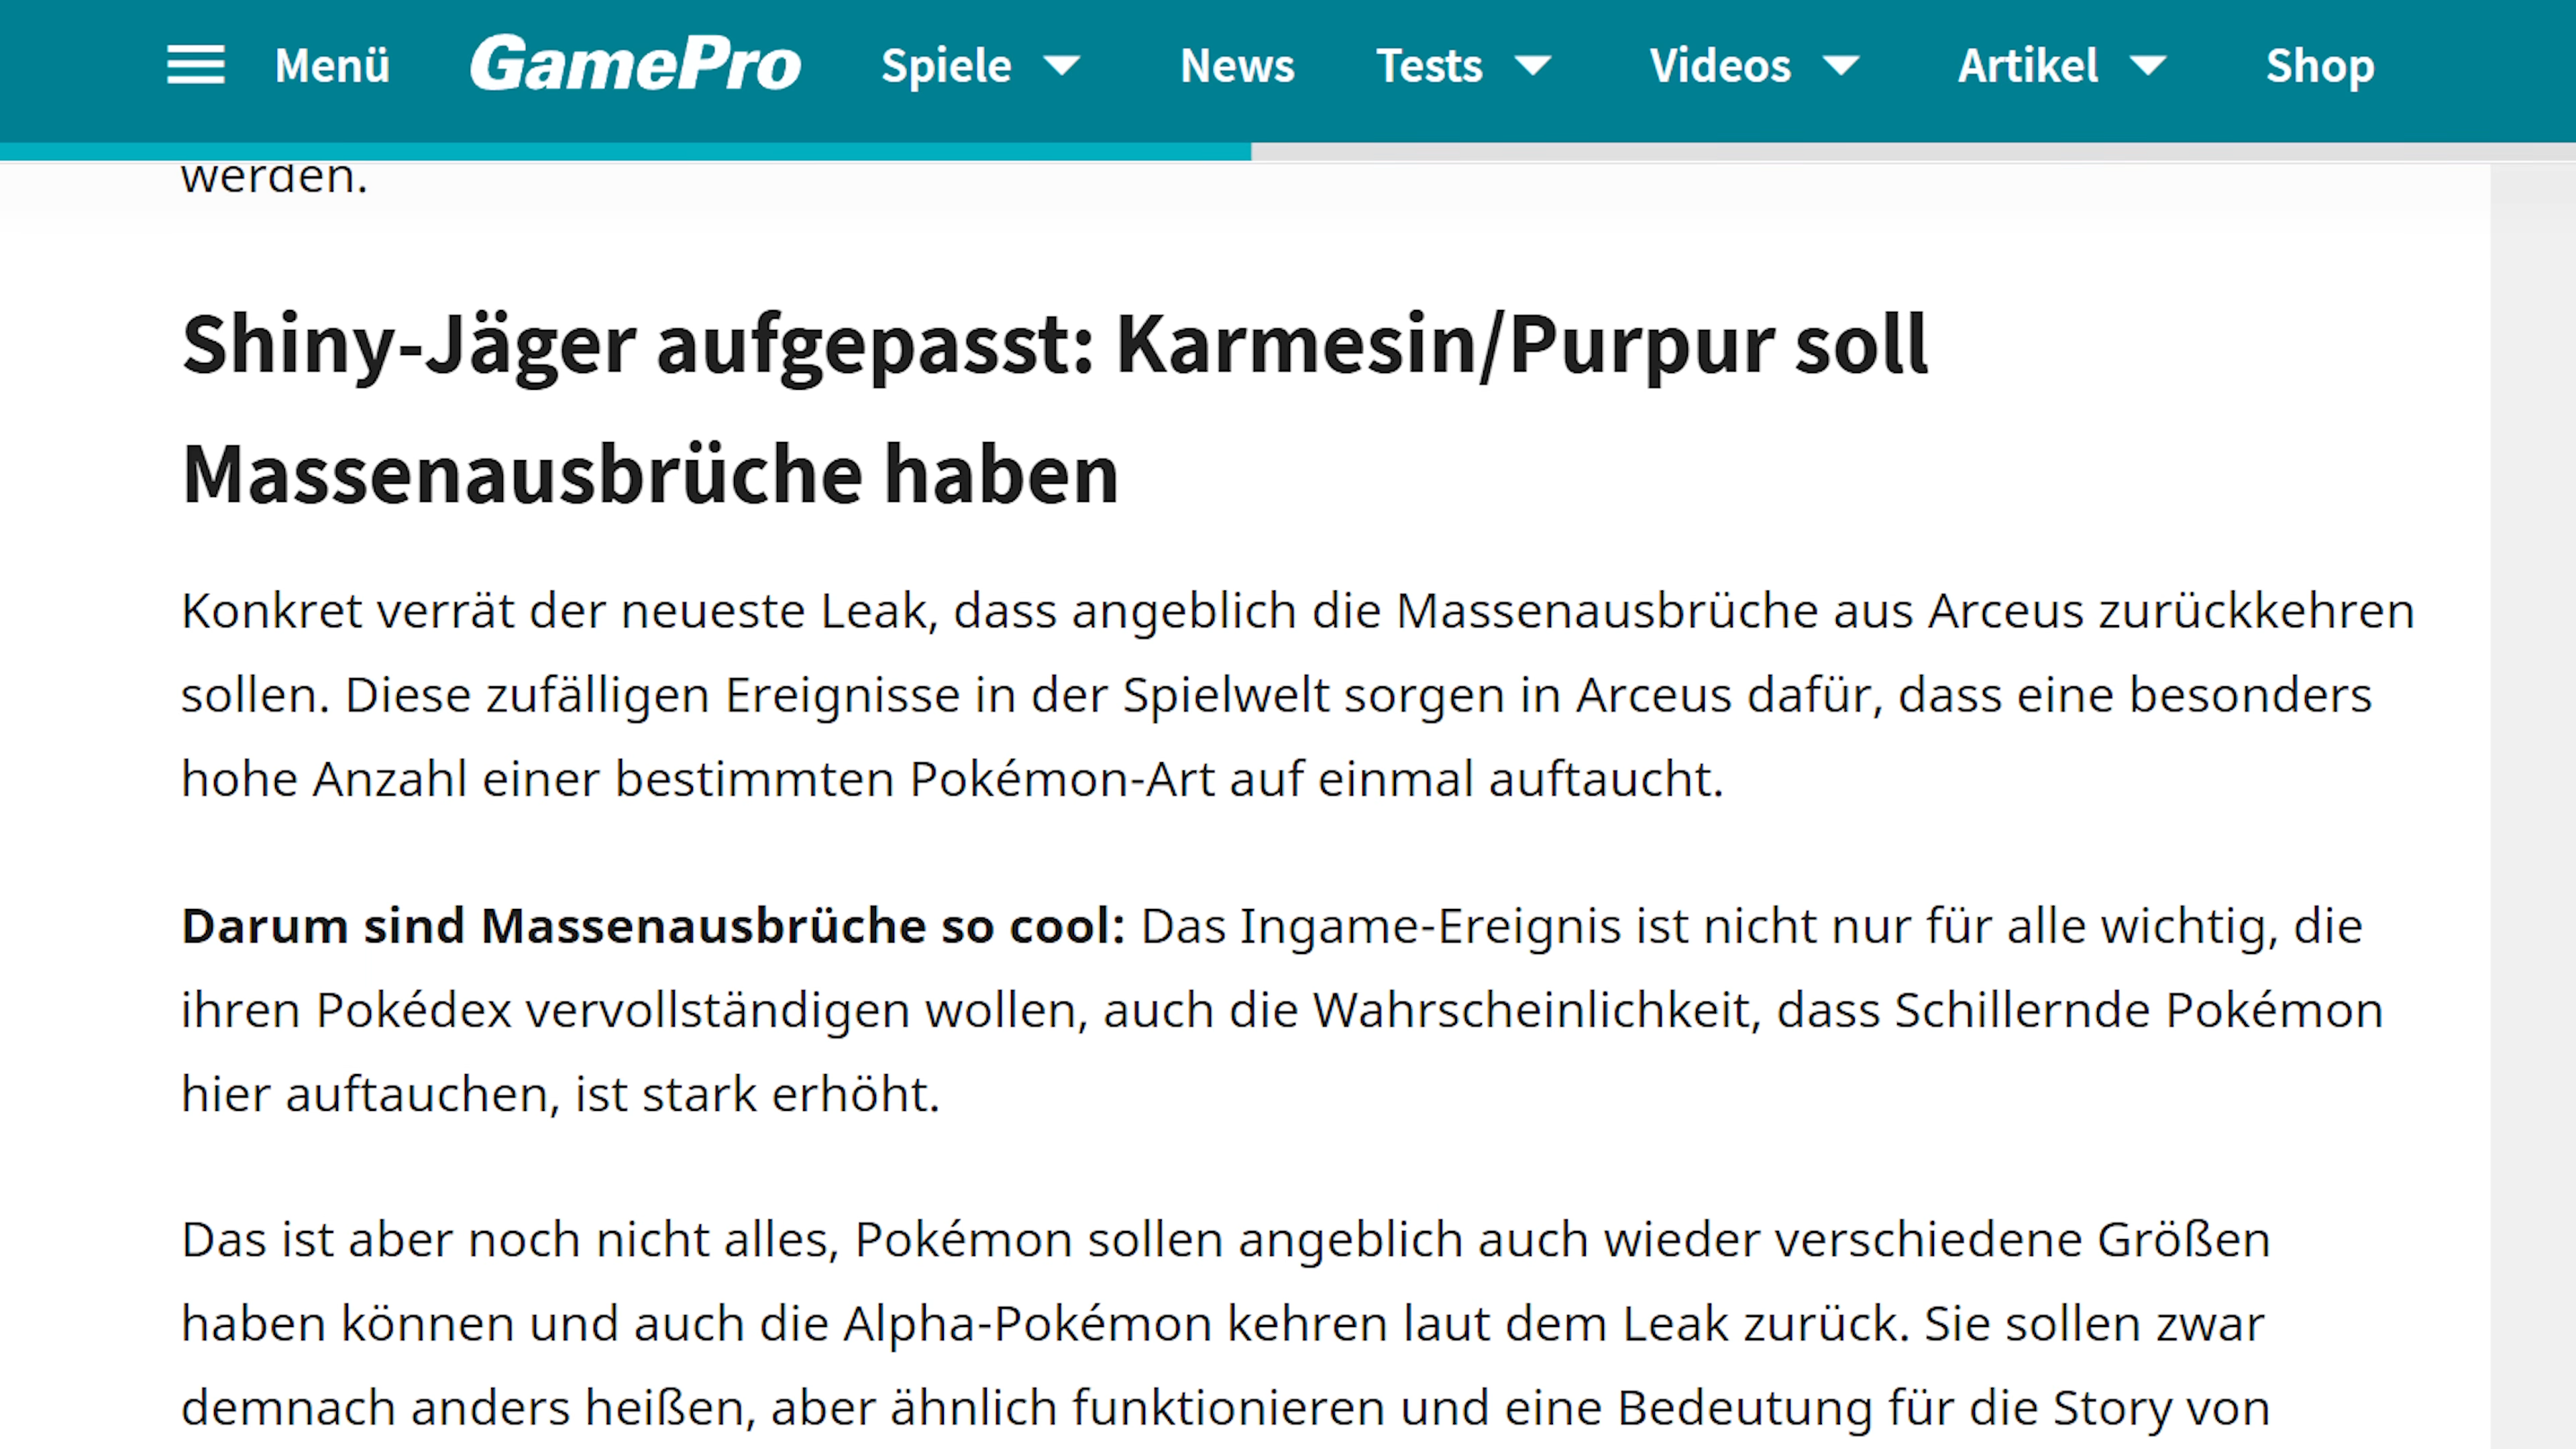 Menü GamePro Spiele News Tests Videos Artikel Shop
werden.
Shiny-Jäger aufgepasst: Karmesin/Purpur soll
Massenausbrüche haben
Konkret verrät der neueste Leak, dass angeblich die Massenausbrüche aus Arceus zurückkehren
sollen. Diese zufälligen Ereignisse in der Spielwelt sorgen in Arceus dafür, dass eine besonders
hohe Anzahl einer bestimmten Pokémon-Art auf einmal auftaucht.
Darum sind Massenausbrüche so cool: Das Ingame-Ereignis ist nicht nur für alle wichtig, die
ihren Pokédex vervollständigen wollen, auch die Wahrscheinlichkeit, dass Schillernde Pokémon
hier auftauchen, ist stark erhöht.
Das ist aber noch nicht alles, Pokémon sollen angeblich auch wieder verschiedene Größen
haben können und auch die Alpha-Pokémon kehren laut dem Leak zurück. Sie sollen zwar
demnach anders heißen, aber ähnlich funktionieren und eine Bedeutung für die Story von